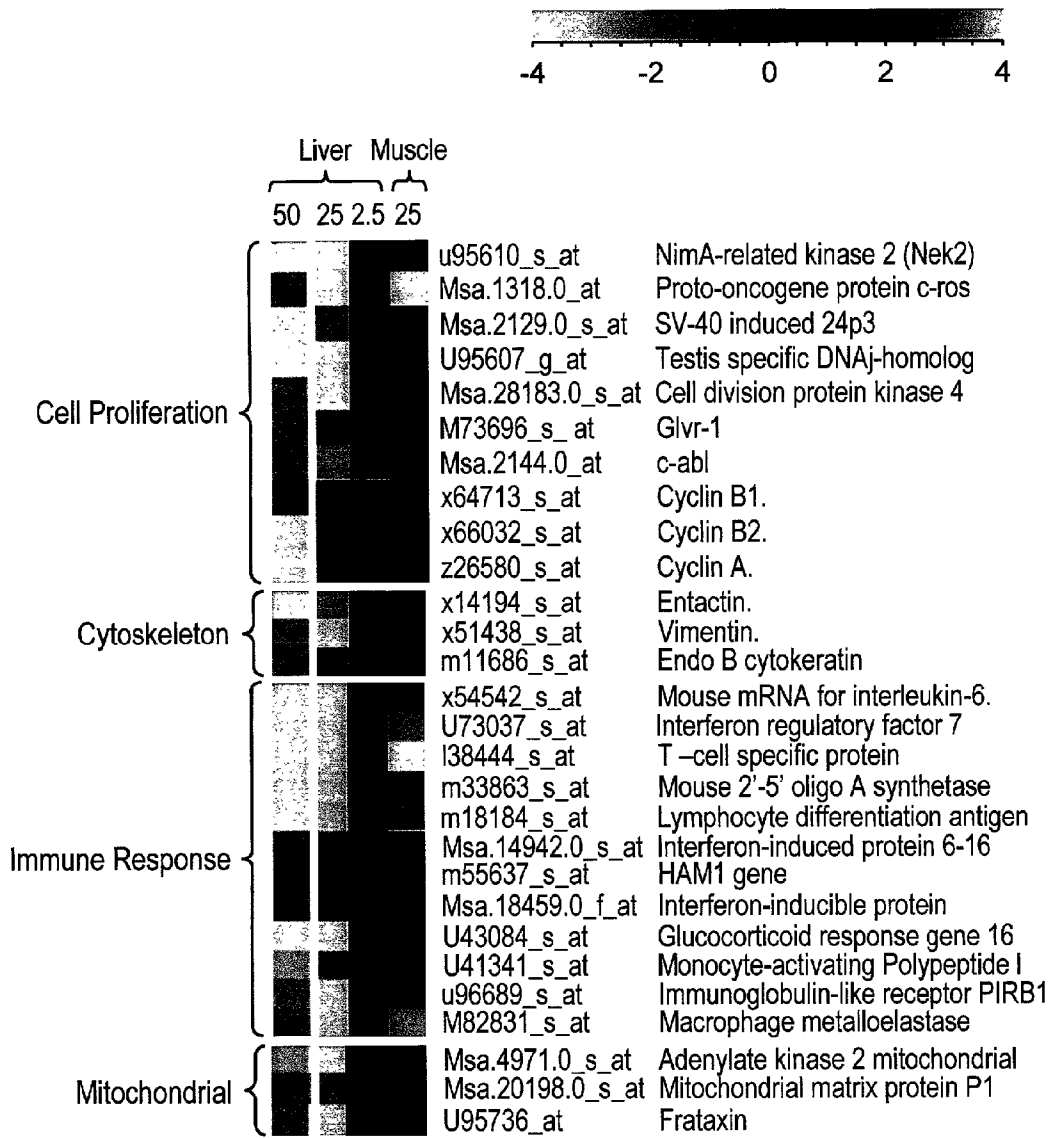 -4 -2 0 2 4
Liver Muscle
50 25 2.5 25
Cell Proliferation
u95610_s_at NimA-related kinase 2 (Nek2)
Msa.1318.0_at Proto-oncogene protein c-ros
Msa.2129.0_s_at SV-40 induced 24p3
U95607_g_at Testis specific DNAj-homolog
Msa.28183.0_s_at Cell division protein kinase 4
M73696_s_ at Glvr-1
Msa.2144.0_at c-abl
x64713_s_at Cyclin B1.
x66032_s_at Cyclin B2.
z26580_s_at Cyclin A.
Cytoskeleton
x14194_s_at Entactin.
x51438_s_at Vimentin.
m11686_s_at Endo B cytokeratin
Immune Response
x54542_s_at Mouse mRNA for interleukin-6.
U73037_s_at Interferon regulatory factor 7
l38444_s_at T –cell specific protein
m33863_s_at Mouse 2'-5' oligo A synthetase
m18184_s_at Lymphocyte differentiation antigen
Msa.14942.0_s_at Interferon-induced protein 6-16
m55637_s_at HAM1 gene
Msa.18459.0_f_at Interferon-inducible protein
U43084_s_at Glucocorticoid response gene 16
U41341_s_at Monocyte-activating Polypeptide I
u96689_s_at Immunoglobulin-like receptor PIRB1
M82831_s_at Macrophage metalloelastase
Mitochondrial
Msa.4971.0_s_at Adenylate kinase 2 mitochondrial
Msa.20198.0_s_at Mitochondrial matrix protein P1
U95736_at Frataxin